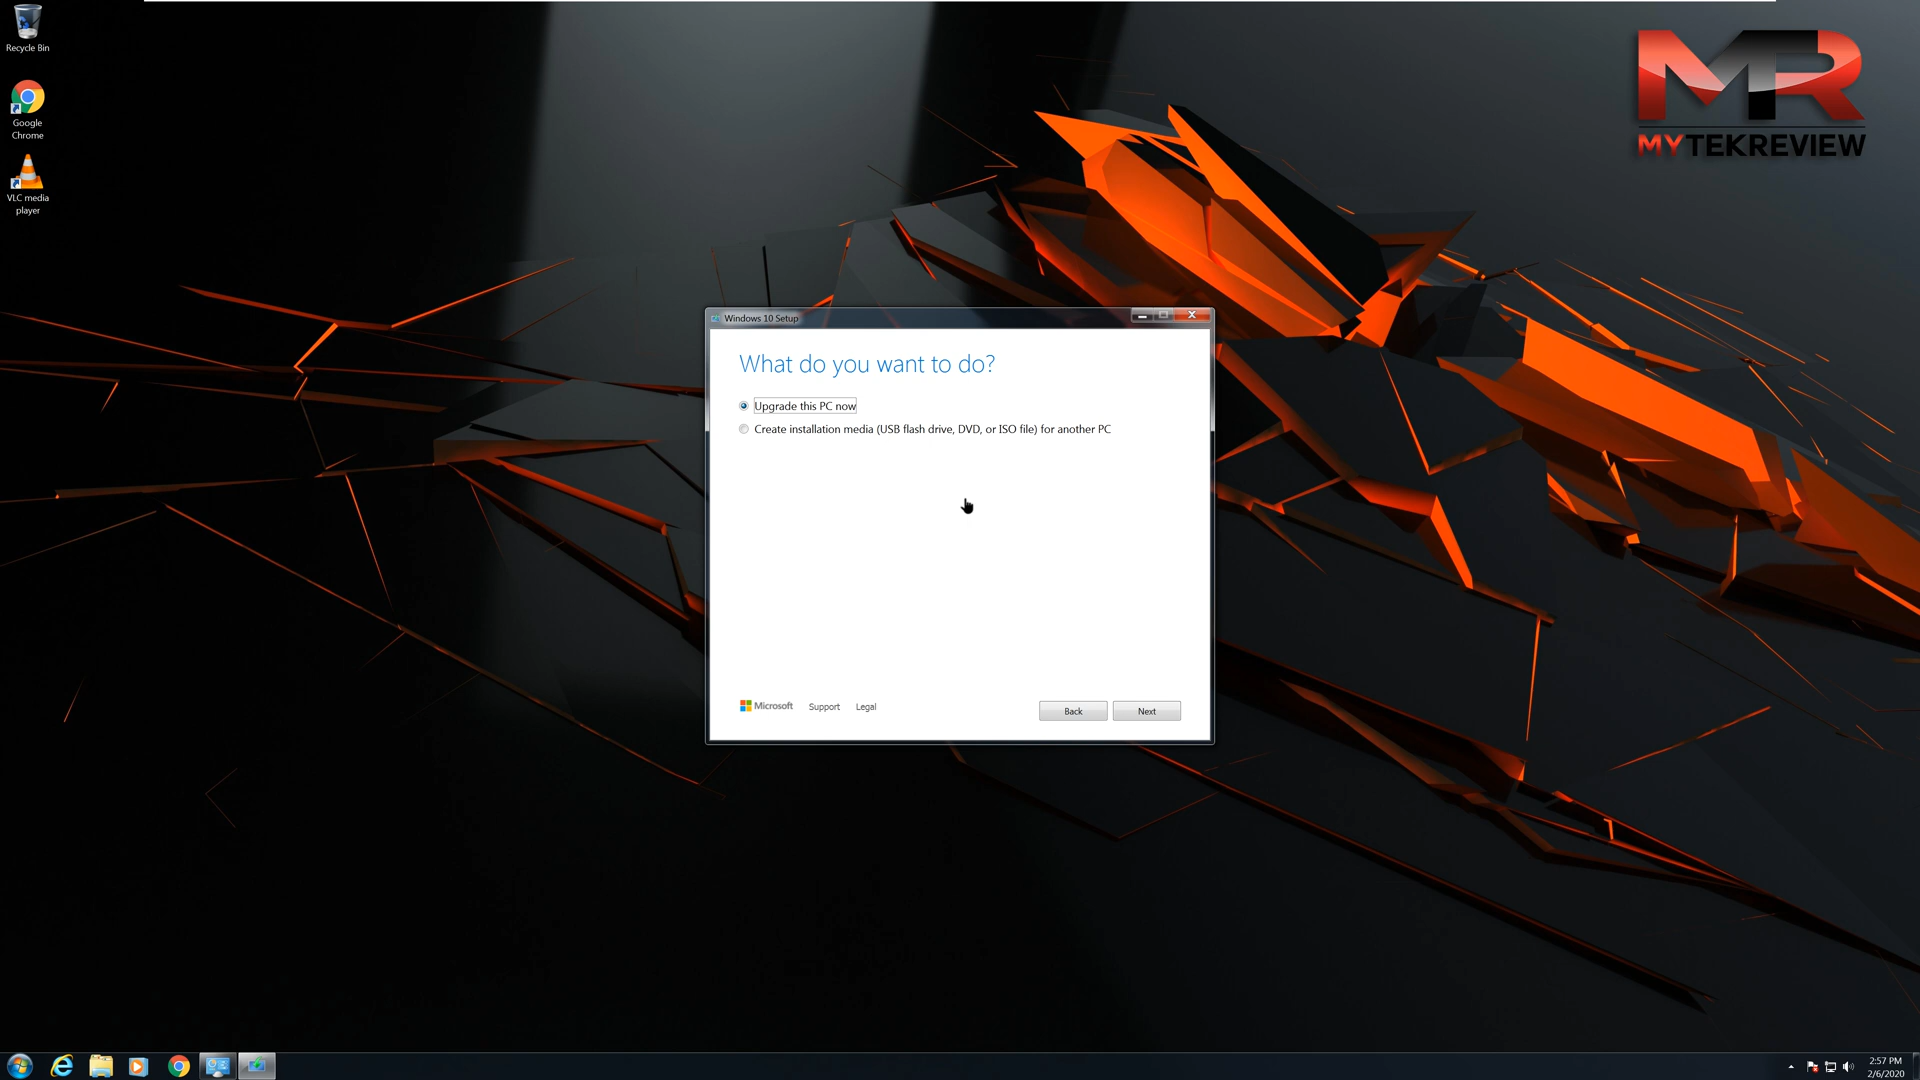 Recycle Bin
Google
Chrome
VLC media
player
MR
MYTEKREVIEW
Windows 10 Setup
What do you want to do?
Upgrade this PC now
Create installation media (USB flash drive, DVD, or ISO file) for another PC
Microsoft Support Legal
Back Next
2:57 PM
2/6/2020